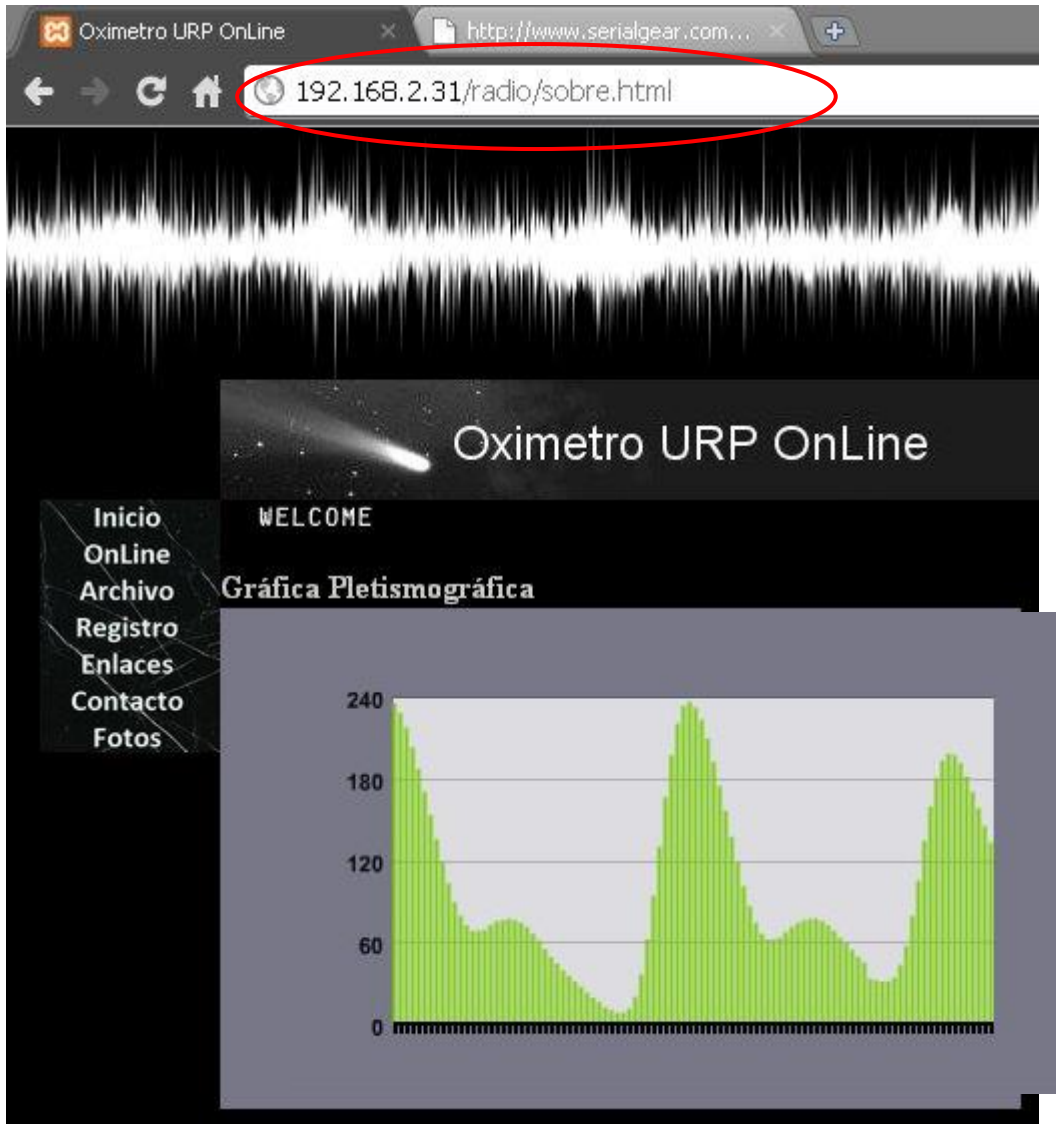 Oximetro URP OnLine
http://www.serialgear.com...
192.168.2.31/radio/sobre.html
Oximetro URP OnLine
Inicio
OnLine
Archivo
Registro
Enlaces
Contacto
Fotos
WELCOME
Gráfica Pletismográfica
240
180
120
60
0